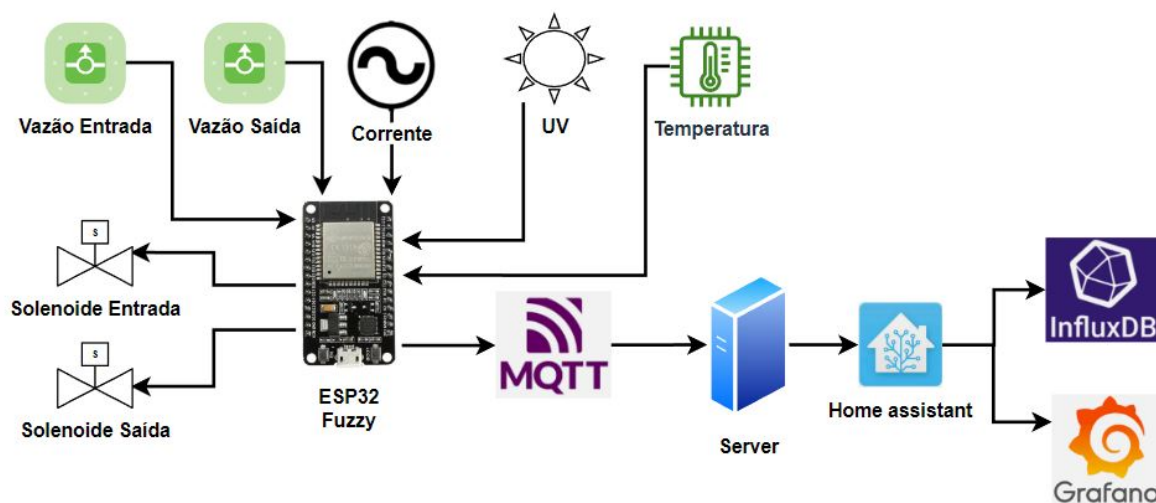 Vazão Entrada
Vazão Saída
Corrente
UV
Temperatura
S
Solenoide Entrada
S
Solenoide Saída
ESP32
Fuzzy
MQTT
Server
Home assistant
InfluxDB
Grafana